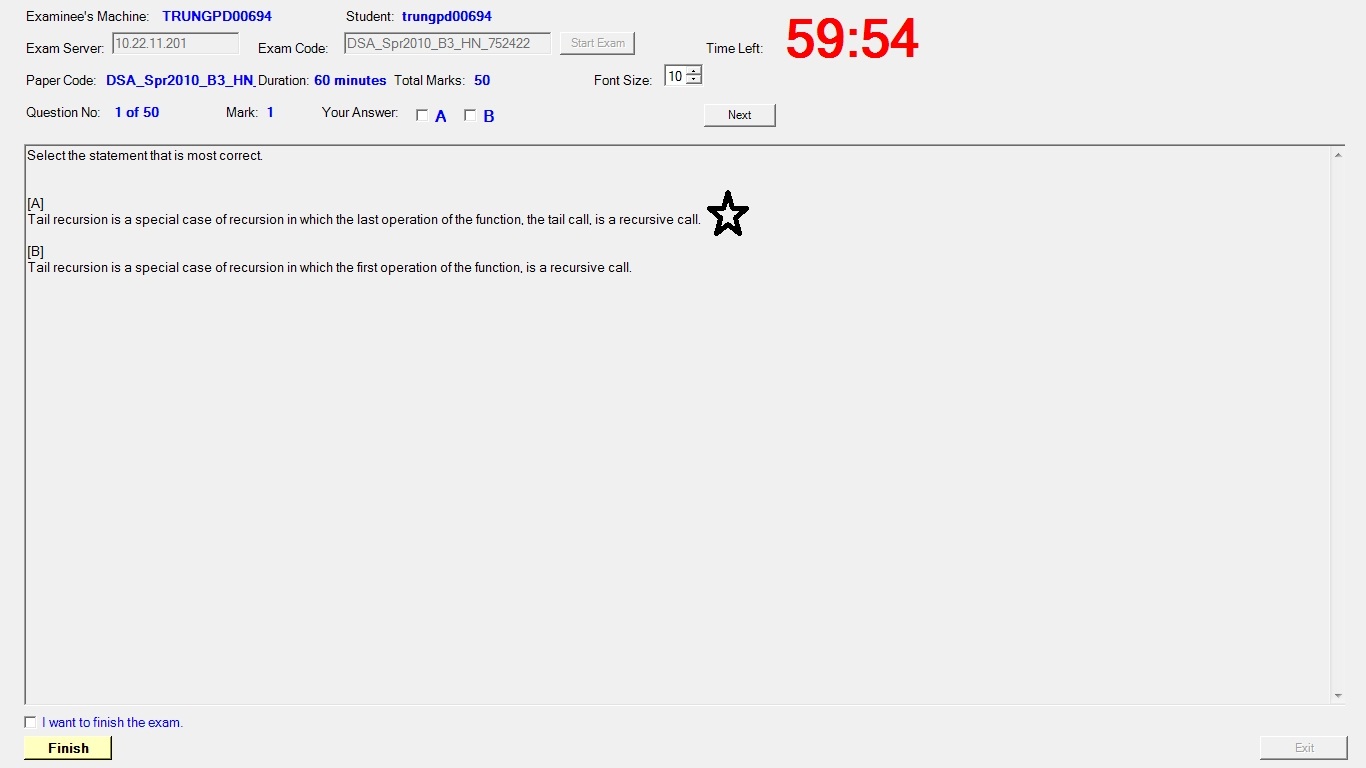 Examinee's Machine: TRUNGPD00694 Student: trungpd00694
Exam Server: 10.22.11.201 Exam Code: DSA_Spr2010_B3_HN_752422 Start Exam Time Left: 59:54
Paper Code: DSA_Spr2010_B3_HN_ Duration: 60 minutes Total Marks: 50 Font Size: 10
Question No: 1 of 50 Mark: 1 Your Answer: A B Next
Select the statement that is most correct.
[A]
Tail recursion is a special case of recursion in which the last operation of the function, the tail call, is a recursive call.
[B]
Tail recursion is a special case of recursion in which the first operation of the function, is a recursive call.
I want to finish the exam.
Finish Exit